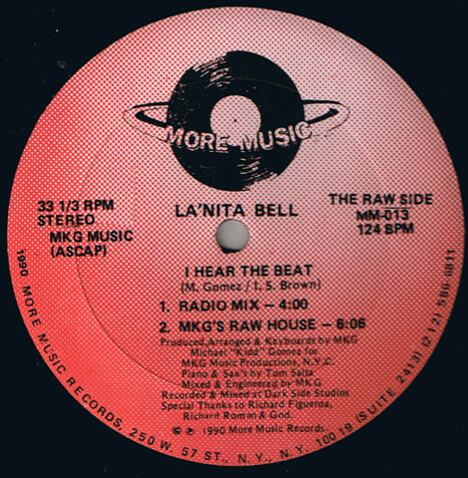 MORE MUSIC
33 1/3 RPM
STEREO
MKG MUSIC
(ASCAP)
LA'NITA BELL
THE RAW SIDE
MM-013
124 BPM
I HEAR THE BEAT
(M. Gomez / I. S. Brown)
1. RADIO MIX – 4:00
2. MKG'S RAW HOUSE – 6:06
Produced,Arranged & Keyboards by MKG
Michael "Kidd" Gomez for
MKG Music Productions, N.Y.C.
Piano & Sax's by Tom Salta
Mixed & Engineered by MKG
Recorded & Mixed at Dark Side Studios
Special Thanks to Richard Figueroa,
Richard Roman & God.
© ℗ 1990 More Music Records.
1990 MORE MUSIC RECORDS, 250 W. 57 ST., N.Y., N.Y. 10019 (SUITE 2413) (212) 586-6811